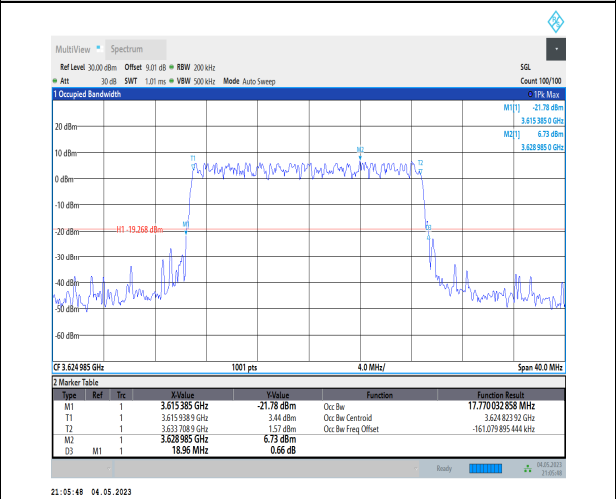 MultiView Spectrum
Ref Level 30.00 dBm Offset 9.01 dB RBW 200 kHz SGL
Att 30 dB SWT 1.01 ms VBW 500 kHz Mode Auto Sweep Count 100/100
1 Occupied Bandwidth 1Pk Max
M1[1] -21.78 dBm
3.615 385 0 GHz
M2[1] 6.73 dBm
3.628 985 0 GHz
20 dBm
10 dBm
M2
T1 T2
0 dBm
-10 dBm
M1 D3
-20 dBm H1 -19.268 dBm
-30 dBm
-40 dBm
-50 dBm
-60 dBm
CF 3.624 985 GHz 1001 pts 4.0 MHz/ Span 40.0 MHz
2 Marker Table
Type Ref Trc X-Value Y-Value Function Function Result
M1 1 3.615 385 GHz -21.78 dBm Occ Bw 17.770 032 858 MHz
T1 1 3.615 938 9 GHz 3.44 dBm Occ Bw Centroid 3.624 823 92 GHz
T2 1 3.633 708 9 GHz 1.57 dBm Occ Bw Freq Offset -161.079 895 444 kHz
M2 1 3.628 985 GHz 6.73 dBm
D3 M1 1 18.96 MHz 0.66 dB
Ready 04.05.2023
21:05:48
21:05:48 04.05.2023